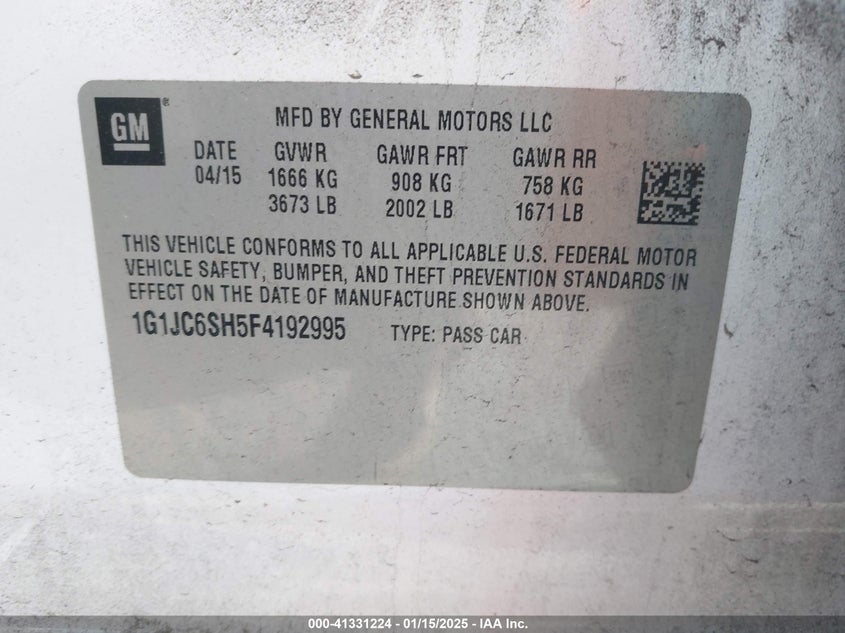 GM®
MFD BY GENERAL MOTORS LLC
DATE GVWR GAWR FRT GAWR RR
04/15 1666 KG 908 KG 758 KG
3673 LB 2002 LB 1671 LB
THIS VEHICLE CONFORMS TO ALL APPLICABLE U.S. FEDERAL MOTOR
VEHICLE SAFETY, BUMPER, AND THEFT PREVENTION STANDARDS IN
EFFECT ON THE DATE OF MANUFACTURE SHOWN ABOVE.
1G1JC6SH5F4192995 TYPE: PASS CAR
000-41331224 - 01/15/2025 - IAA Inc.